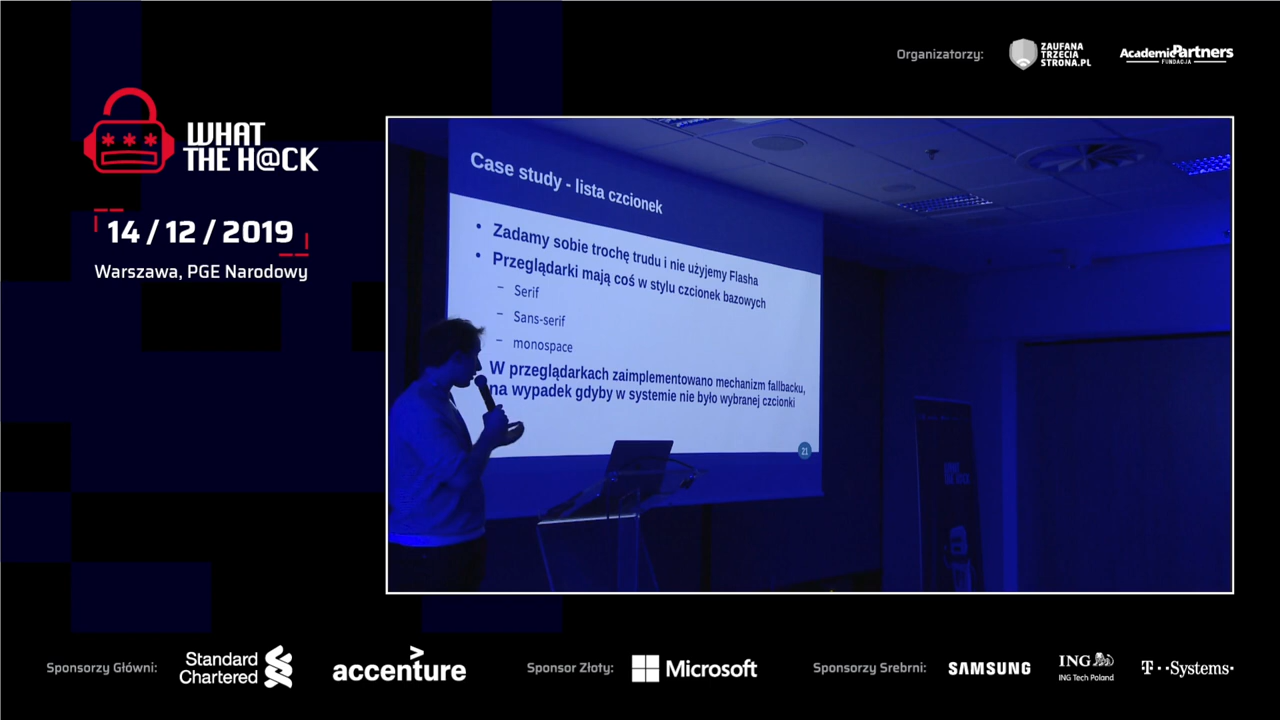 Organizatorzy:
ZAUFANA
TRZECIA
STRONA.PL
AcademicPartners
FUNDACJA
WHAT
THE H@CK
14 / 12 / 2019
Warszawa, PGE Narodowy
Case study - lista czcionek
• Zadamy sobie trochę trudu i nie użyjemy Flasha
• Przeglądarki mają coś w stylu czcionek bazowych
– Serif
– Sans-serif
– monospace
W przeglądarkach zaimplementowano mechanizm fallbacku,
na wypadek gdyby w systemie nie było wybranej czcionki
21
Sponsorzy Główni:
Standard
Chartered
accenture
Sponsor Złoty:
Microsoft
Sponsorzy Srebrni:
SAMSUNG
ING
ING Tech Poland
T··Systems·